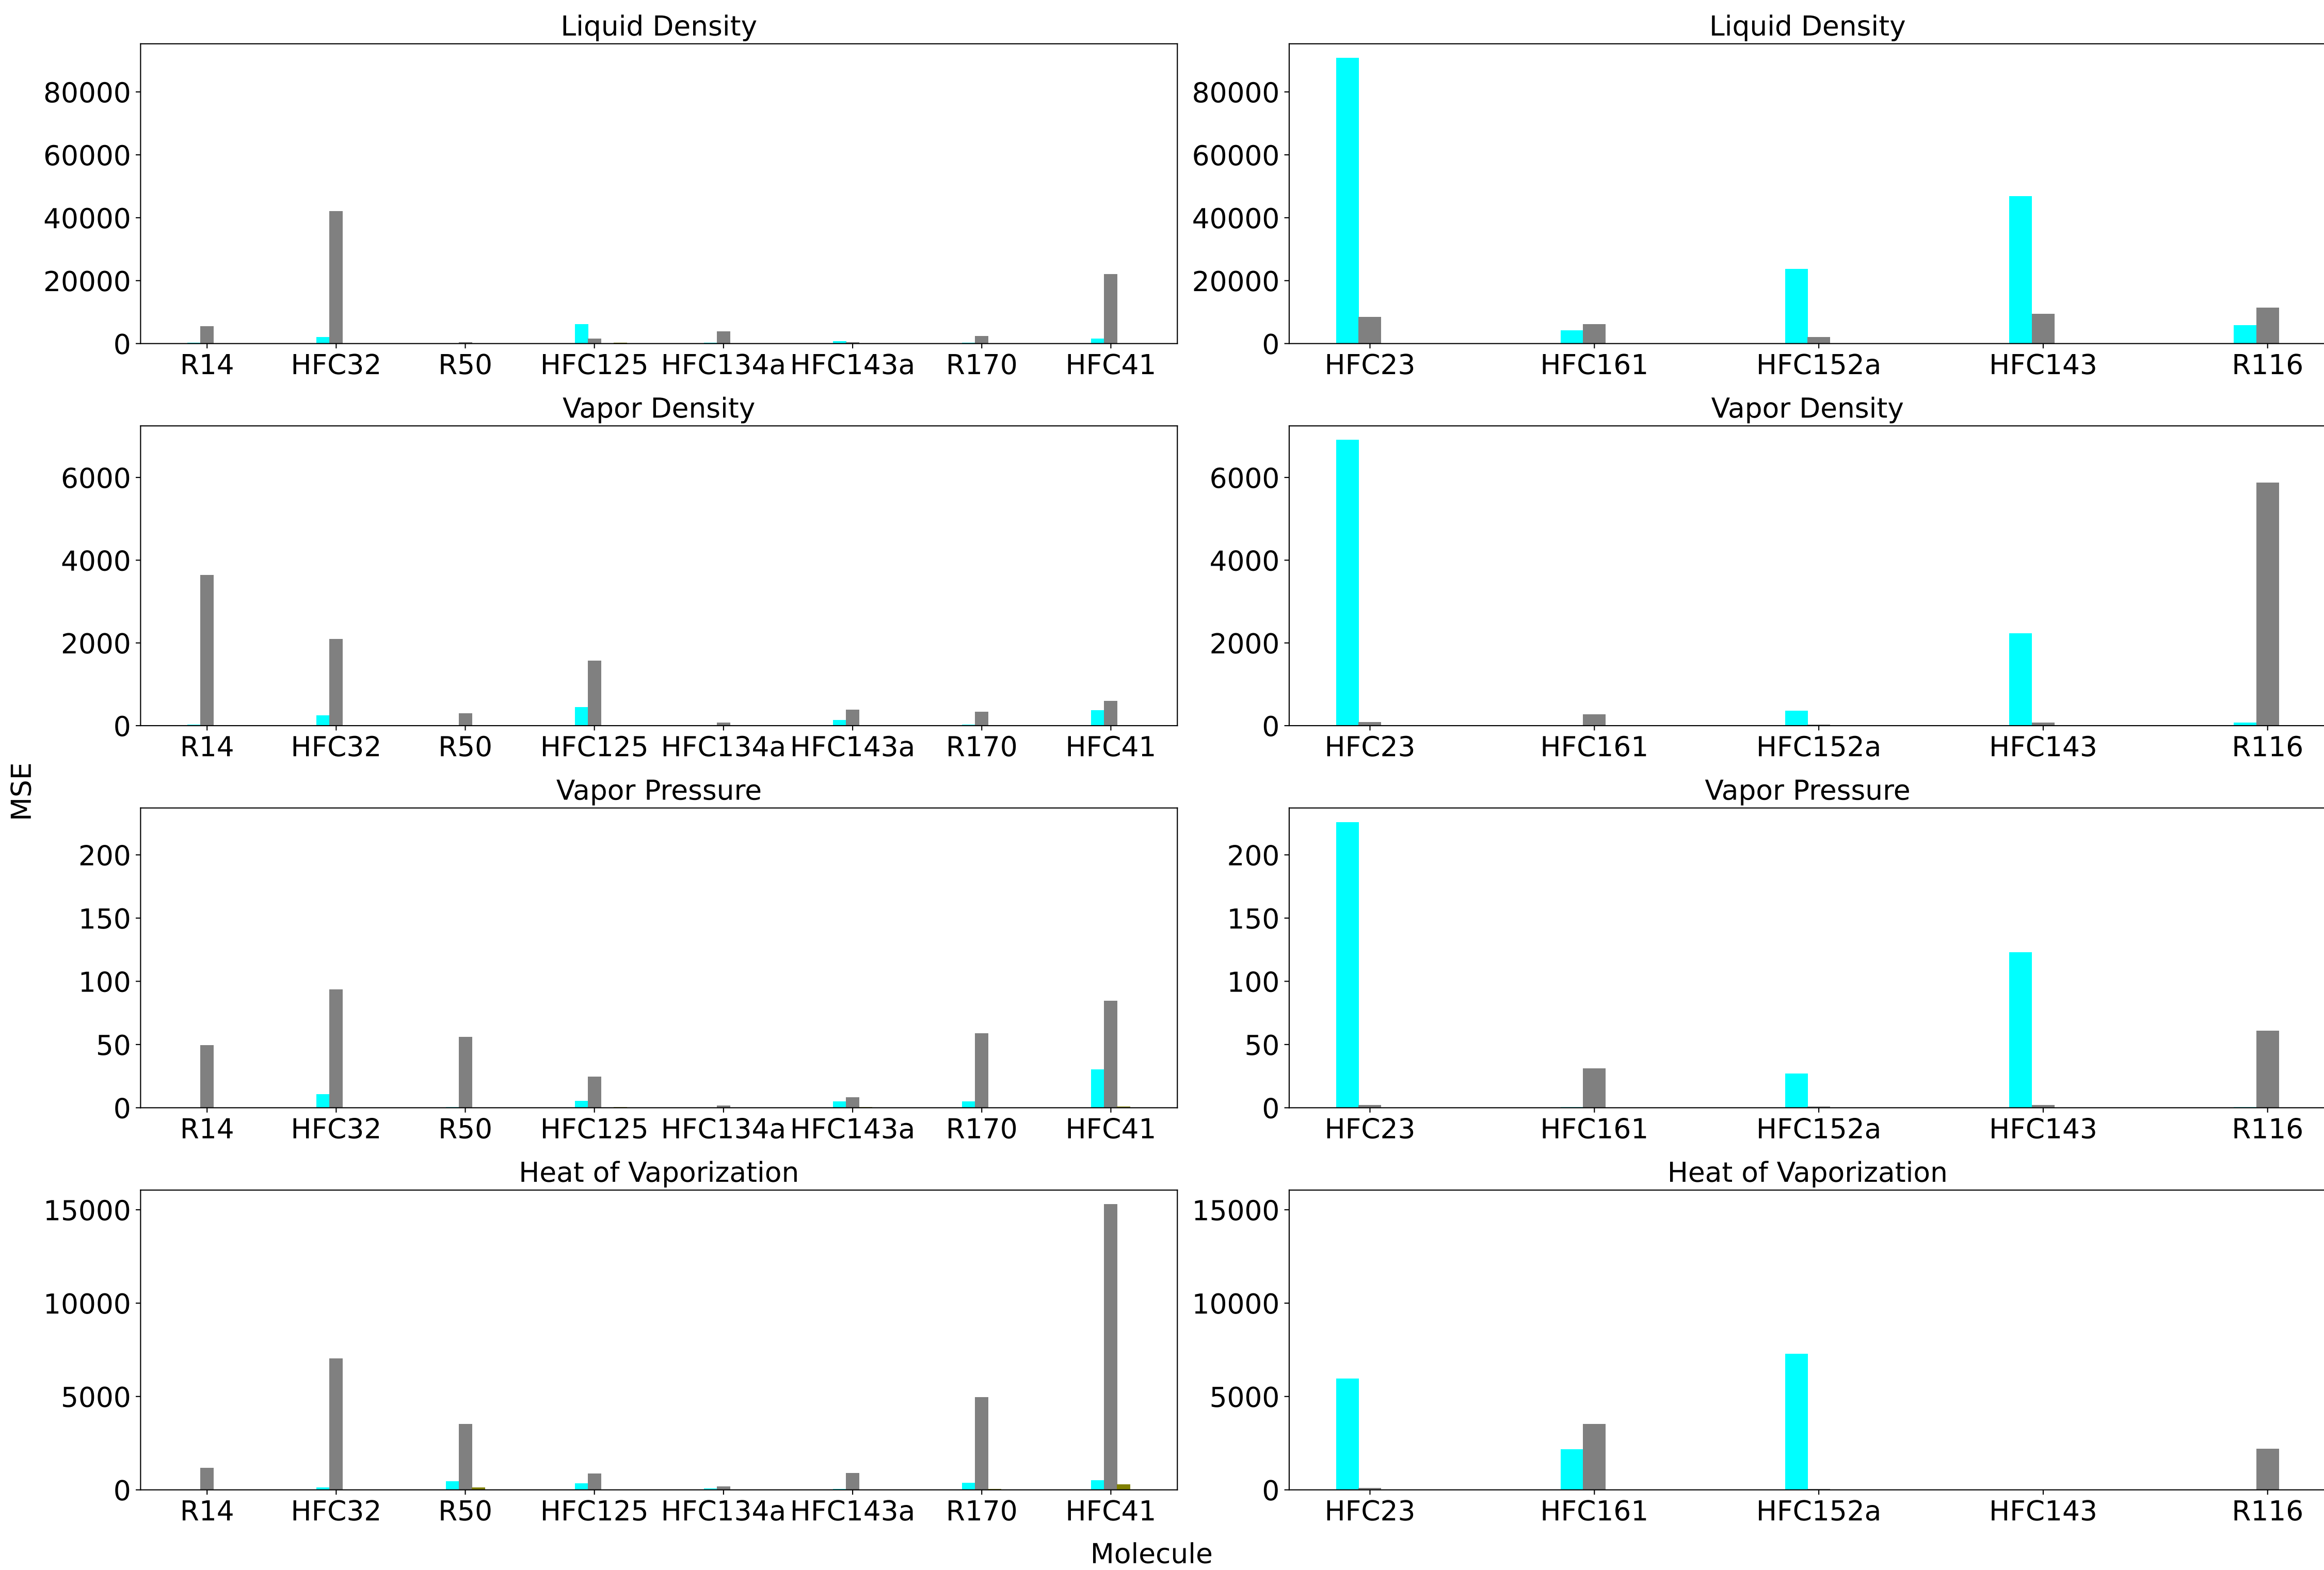 Liquid Density
80000
60000
40000
20000
0
R14 HFC32 R50 HFC125 HFC134a HFC143a R170 HFC41
Liquid Density
80000
60000
40000
20000
0
HFC23 HFC161 HFC152a HFC143 R116
Vapor Density
6000
4000
2000
0
R14 HFC32 R50 HFC125 HFC134a HFC143a R170 HFC41
Vapor Density
6000
4000
2000
0
HFC23 HFC161 HFC152a HFC143 R116
MSE
Vapor Pressure
200
150
100
50
0
R14 HFC32 R50 HFC125 HFC134a HFC143a R170 HFC41
Vapor Pressure
200
150
100
50
0
HFC23 HFC161 HFC152a HFC143 R116
Heat of Vaporization
15000
10000
5000
0
R14 HFC32 R50 HFC125 HFC134a HFC143a R170 HFC41
Heat of Vaporization
15000
10000
5000
0
HFC23 HFC161 HFC152a HFC143 R116
Molecule